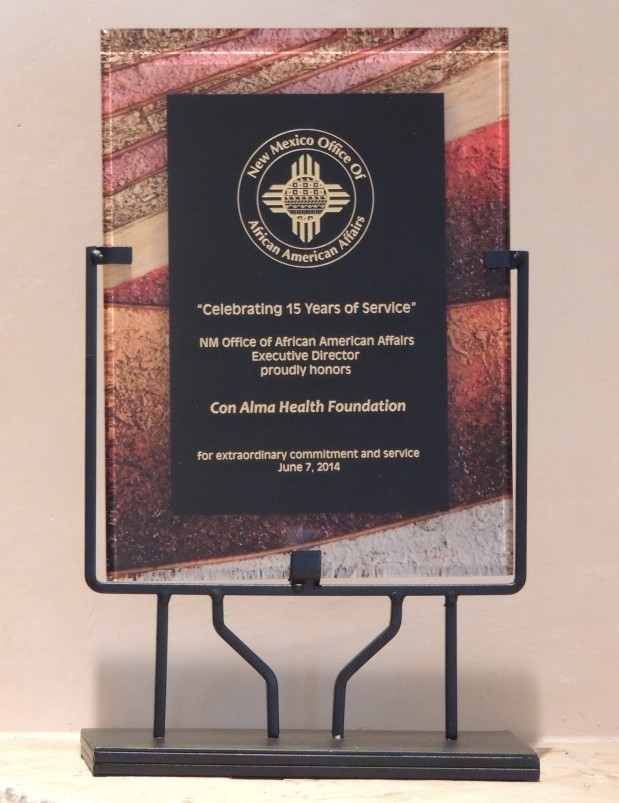 New Mexico Office Of
African American Affairs
"Celebrating 15 Years of Service"
NM Office of African American Affairs
Executive Director
proudly honors
Con Alma Health Foundation
for extraordinary commitment and service
June 7, 2014